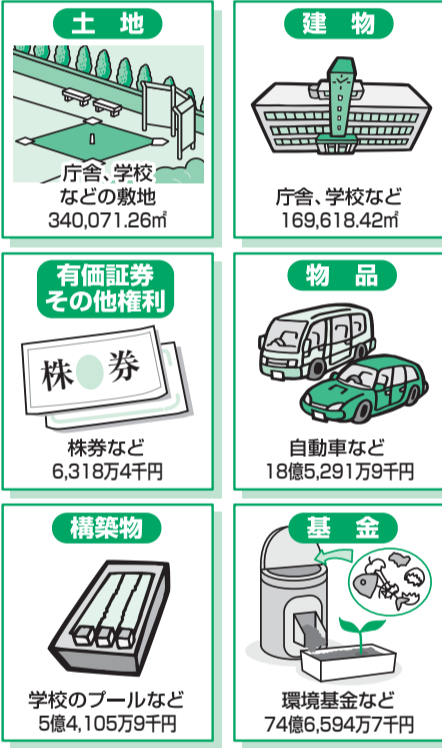 土 地
庁舎、学校
などの敷地
340,071.26㎡
建 物
庁舎、学校など
169,618.42㎡
有価証券
その他権利
株 券
株券など
6,318万4千円
物 品
自動車など
18億5,291万9千円
構築物
学校のプールなど
5億4,105万9千円
基 金
環境基金など
74億6,594万7千円